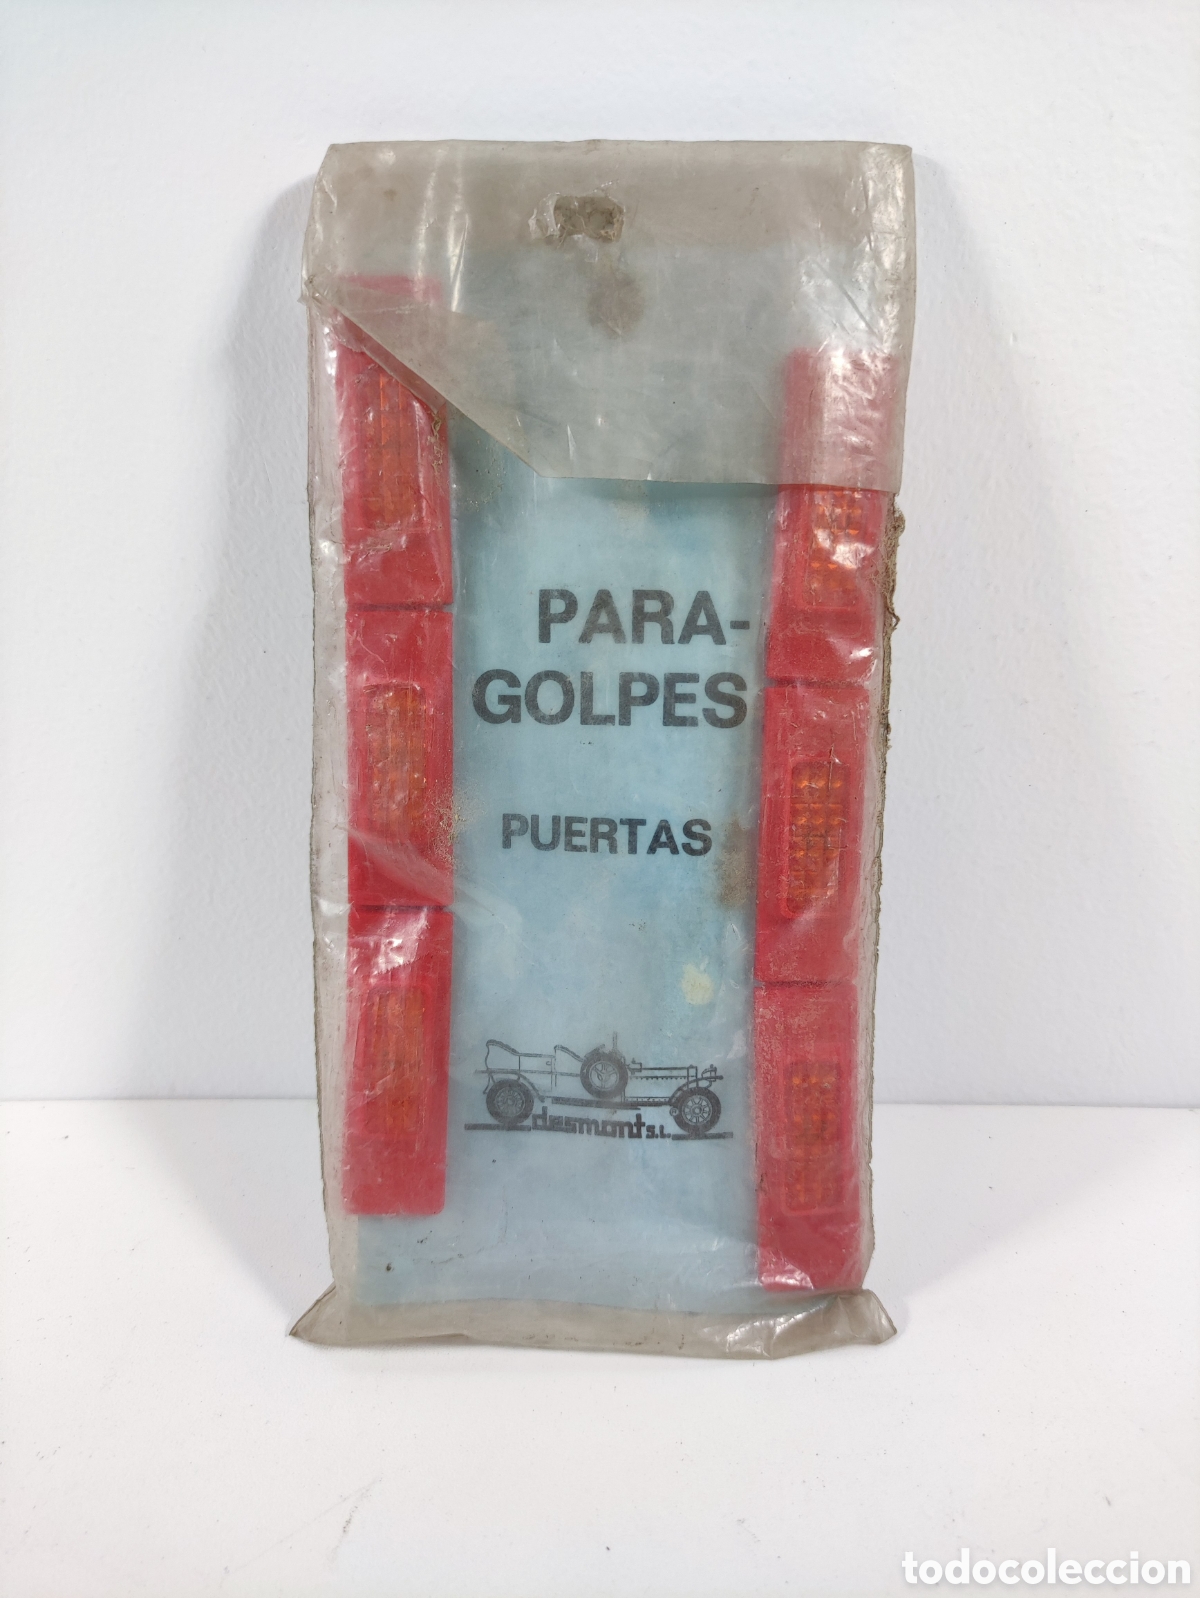 PARA-
GOLPES
PUERTAS
desmont s.l.
todocoleccion